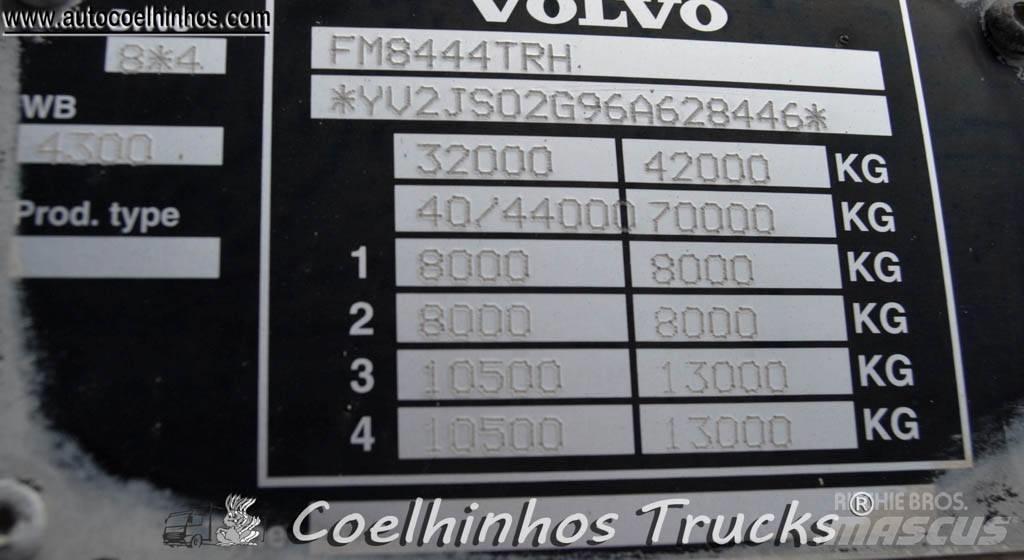 www.autocoelhinhos.com
VOLVO
8*4
FM8444TRH
*YV2JS02G96A628446*
WB
4300
32000 42000 KG
Prod. type
40/44000 70000 KG
1 8000 8000 KG
2 8000 8000 KG
3 10500 13000 KG
4 10500 13000 KG
Coelhinhos Trucks®
RITCHIE BROS.
MASCUS